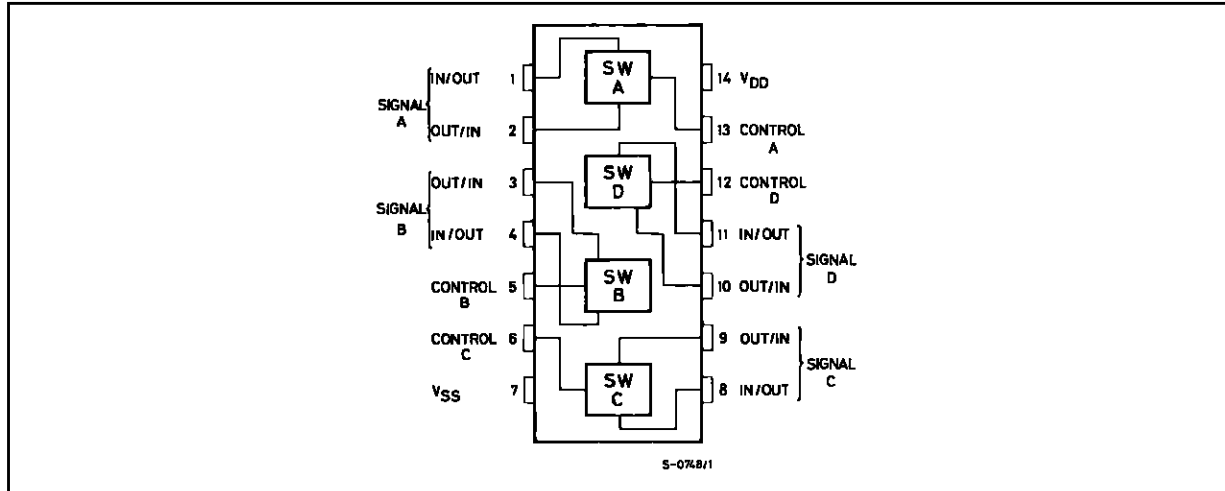 IN/OUT 1
SIGNAL A
OUT/IN 2
OUT/IN 3
SIGNAL B
IN/OUT 4
CONTROL B 5
CONTROL C 6
VSS 7
SW A
SW D
SW B
SW C
14 VDD
13 CONTROL A
12 CONTROL D
11 IN/OUT
SIGNAL D
10 OUT/IN
9 OUT/IN
SIGNAL C
8 IN/OUT
S-0748/1